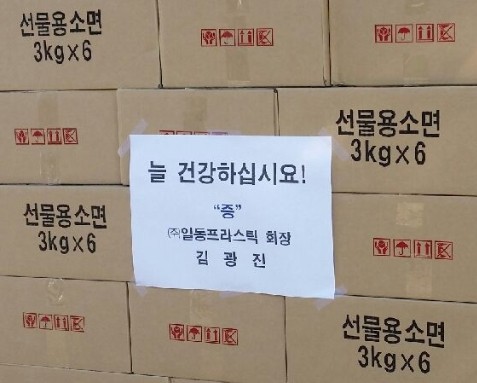 선물용소면
3kg x 6
선물용소면
3kg x 6
늘 건강하십시요!
“증”
㈜일동프라스틱 회장
김 광 진
선물용소면
3kg x 6
선물용소면
3kg x 6